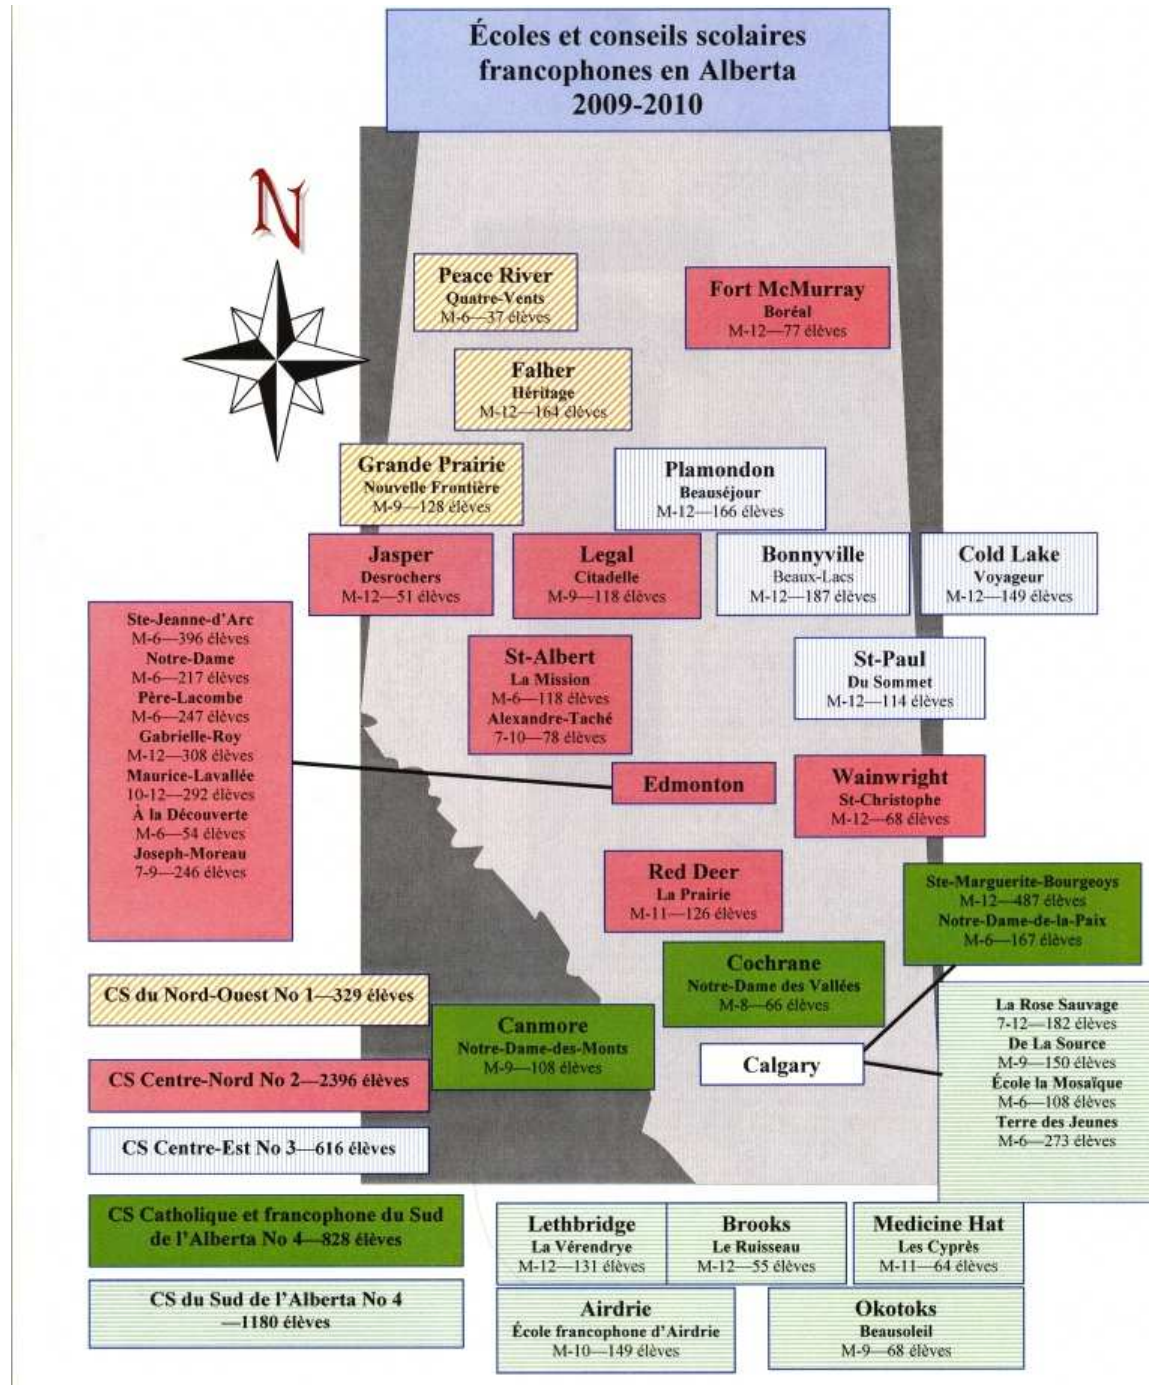 Écoles et conseils scolaires
francophones en Alberta
2009-2010
N
Peace River
Quatre-Vents
M-6—37 élèves
Fort McMurray
Boréal
M-12—77 élèves
Falher
Héritage
M-12—164 élèves
Grande Prairie
Nouvelle Frontière
M-9—128 élèves
Plamondon
Beauséjour
M-12—166 élèves
Jasper
Desrochers
M-12—51 élèves
Legal
Citadelle
M-9—118 élèves
Bonnyville
Beaux-Lacs
M-12—187 élèves
Cold Lake
Voyageur
M-12—149 élèves
Ste-Jeanne-d'Arc
M-6—396 élèves
Notre-Dame
M-6—217 élèves
Père-Lacombe
M-6—247 élèves
Gabrielle-Roy
M-12—308 élèves
Maurice-Lavallée
10-12—292 élèves
À la Découverte
M-6—54 élèves
Joseph-Moreau
7-9—246 élèves
St-Albert
La Mission
M-6—118 élèves
Alexandre-Taché
7-10—78 élèves
St-Paul
Du Sommet
M-12—114 élèves
Edmonton
Wainwright
St-Christophe
M-12—68 élèves
Red Deer
La Prairie
M-11—126 élèves
Ste-Marguerite-Bourgeoys
M-12—487 élèves
Notre-Dame-de-la-Paix
M-6—167 élèves
Cochrane
Notre-Dame des Vallées
M-8—66 élèves
Canmore
Notre-Dame-des-Monts
M-9—108 élèves
Calgary
La Rose Sauvage
7-12—182 élèves
De La Source
M-9—150 élèves
École la Mosaïque
M-6—108 élèves
Terre des Jeunes
M-6—273 élèves
CS du Nord-Ouest No 1—329 élèves
CS Centre-Nord No 2—2396 élèves
CS Centre-Est No 3—616 élèves
CS Catholique et francophone du Sud
de l'Alberta No 4—828 élèves
CS du Sud de l'Alberta No 4
—1180 élèves
Lethbridge
La Vérendrye
M-12—131 élèves
Brooks
Le Ruisseau
M-12—55 élèves
Medicine Hat
Les Cyprès
M-11—64 élèves
Airdrie
École francophone d'Airdrie
M-10—149 élèves
Okotoks
Beausoleil
M-9—68 élèves